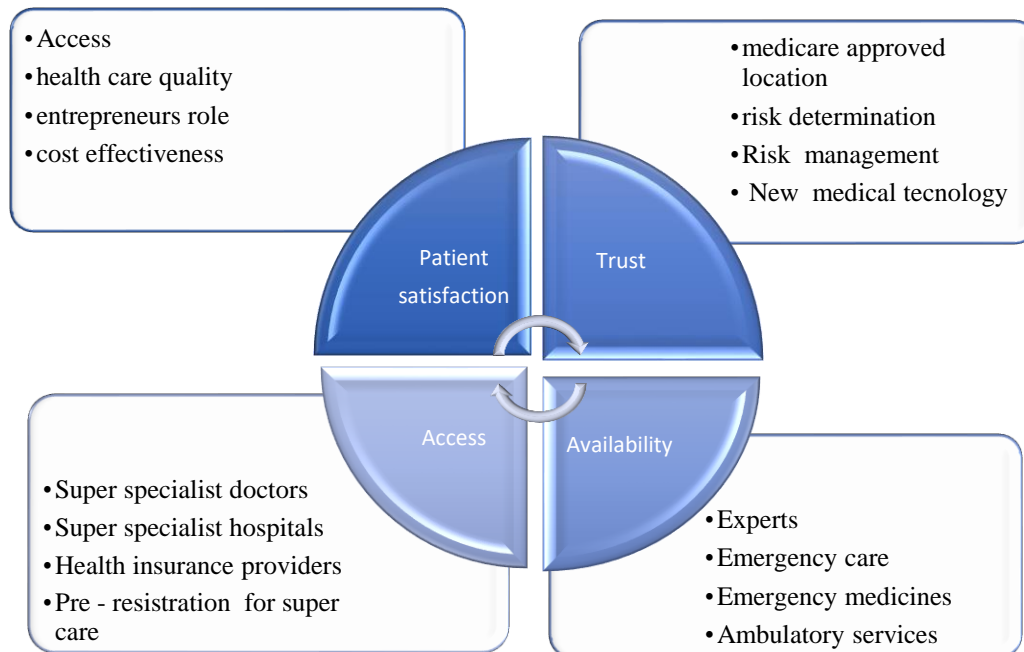 •Access
•health care quality
•entrepreneurs role
•cost effectiveness
•medicare approved
location
•risk determination
•Risk management
• New medical tecnology
Patient
satisfaction
Trust
Access
Availability
•Super specialist doctors
•Super specialist hospitals
•Health insurance providers
•Pre - resistration for super
care
•Experts
•Emergency care
•Emergency medicines
•Ambulatory services